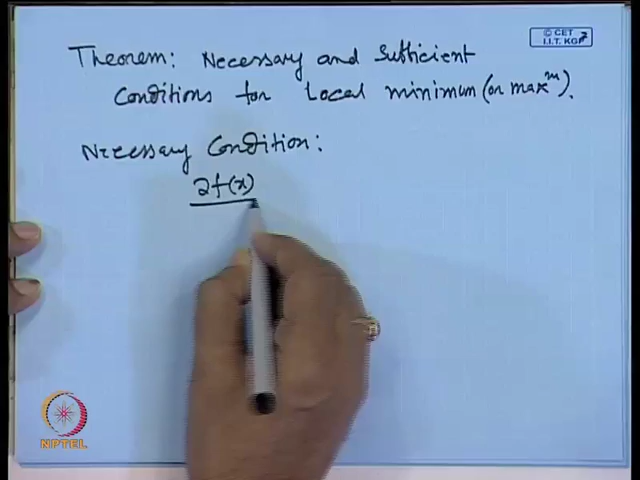 © CET
I.I.T. KGP
Theorem: Necessary and Sufficient
Conditions for Local minimum (or maxᵐ).
Necessary Condition:
∂f(x)
NPTEL